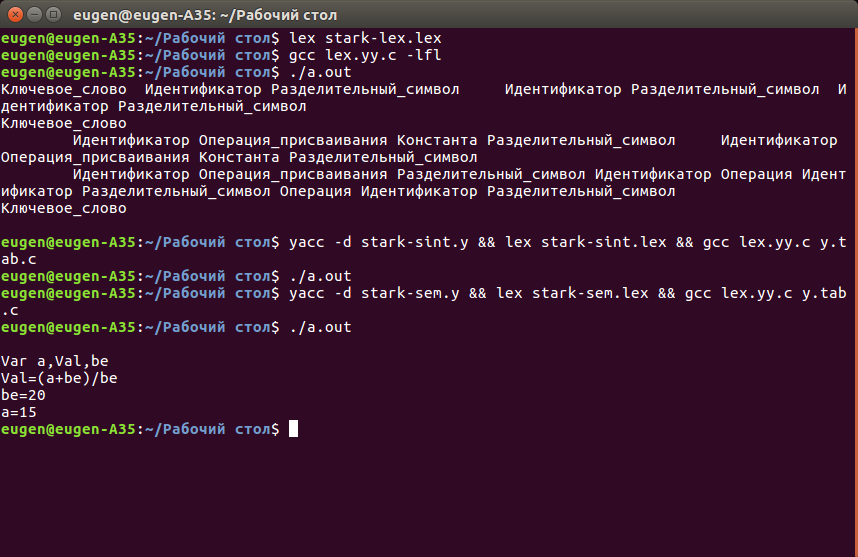 eugen@eugen-A35: ~/Рабочий стол
eugen@eugen-A35:~/Рабочий стол$ lex stark-lex.lex
eugen@eugen-A35:~/Рабочий стол$ gcc lex.yy.c -lfl
eugen@eugen-A35:~/Рабочий стол$ ./a.out
Ключевое_слово  Идентификатор Разделительный_символ     Идентификатор Разделительный_символ  И
дентификатор Разделительный_символ
Ключевое_слово
        Идентификатор Операция_присваивания Константа Разделительный_символ     Идентификатор
Операция_присваивания Константа Разделительный_символ
        Идентификатор Операция_присваивания Разделительный_символ Идентификатор Операция Идент
ификатор Разделительный_символ Операция Идентификатор Разделительный_символ
Ключевое_слово
eugen@eugen-A35:~/Рабочий стол$ yacc -d stark-sint.y && lex stark-sint.lex && gcc lex.yy.c y.t
ab.c
eugen@eugen-A35:~/Рабочий стол$ ./a.out
eugen@eugen-A35:~/Рабочий стол$ yacc -d stark-sem.y && lex stark-sem.lex && gcc lex.yy.c y.tab
.c
eugen@eugen-A35:~/Рабочий стол$ ./a.out
Var a,Val,be
Val=(a+be)/be
be=20
a=15
eugen@eugen-A35:~/Рабочий стол$